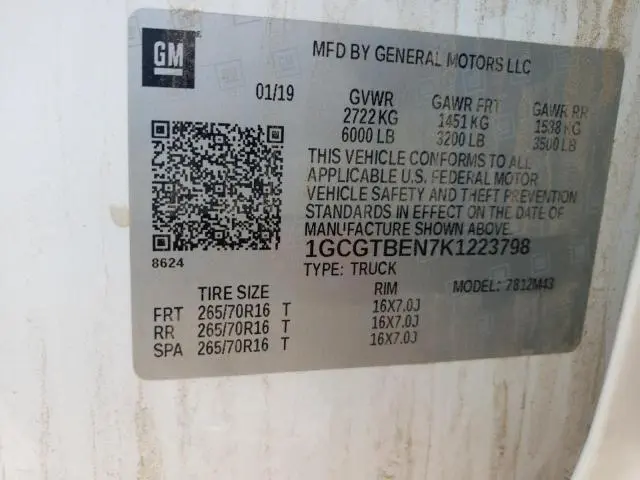 GM
MFD BY GENERAL MOTORS LLC
01/19 GVWR GAWR FRT GAWR RR
2722 KG 1451 KG 1538 KG
6000 LB 3200 LB 3500 LB
THIS VEHICLE CONFORMS TO ALL
APPLICABLE U.S. FEDERAL MOTOR
VEHICLE SAFETY AND THEFT PREVENTION
STANDARDS IN EFFECT ON THE DATE OF
MANUFACTURE SHOWN ABOVE.
8624 1GCGTBEN7K1223798
TYPE: TRUCK MODEL: 7812M43
TIRE SIZE RIM
FRT 265/70R16 T 16X7.0J
RR 265/70R16 T 16X7.0J
SPA 265/70R16 T 16X7.0J